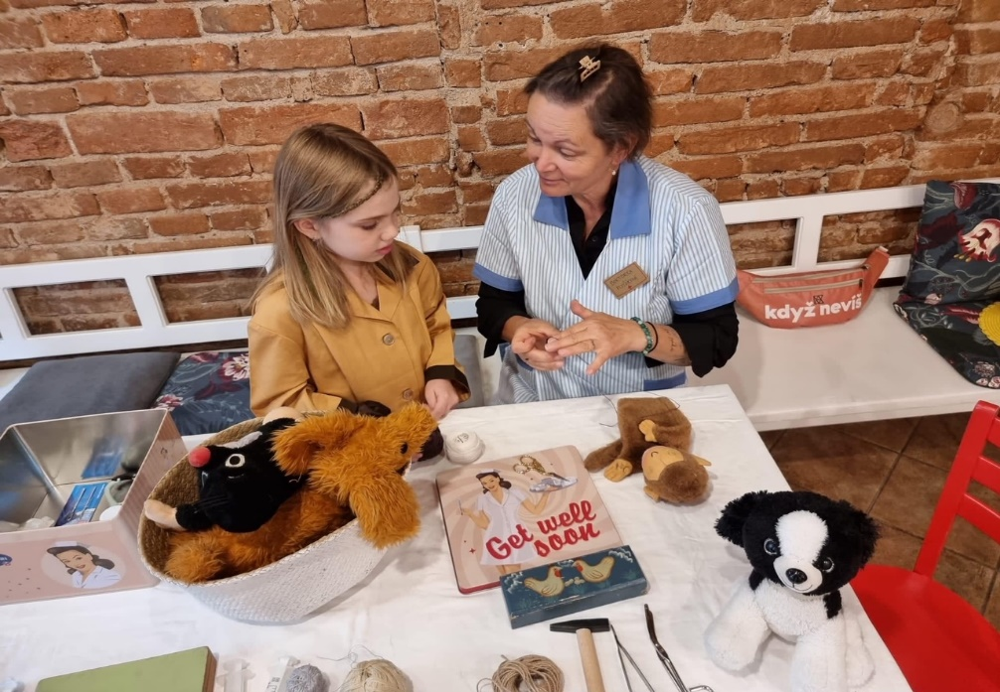 když nevíš
Get well
soon